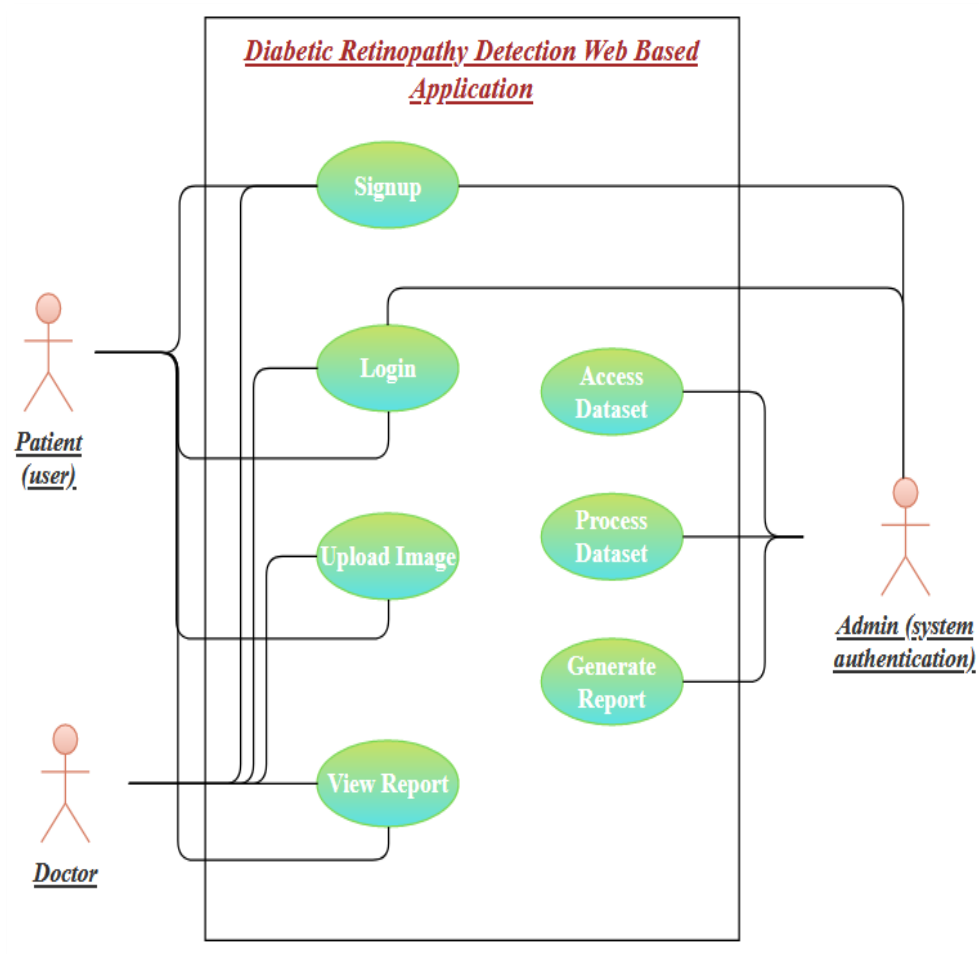 Diabetic Retinopathy Detection Web Based
Application
Signup
Login
Access
Dataset
Patient
(user)
Upload Image
Process
Dataset
Admin (system
authentication)
Generate
Report
View Report
Doctor